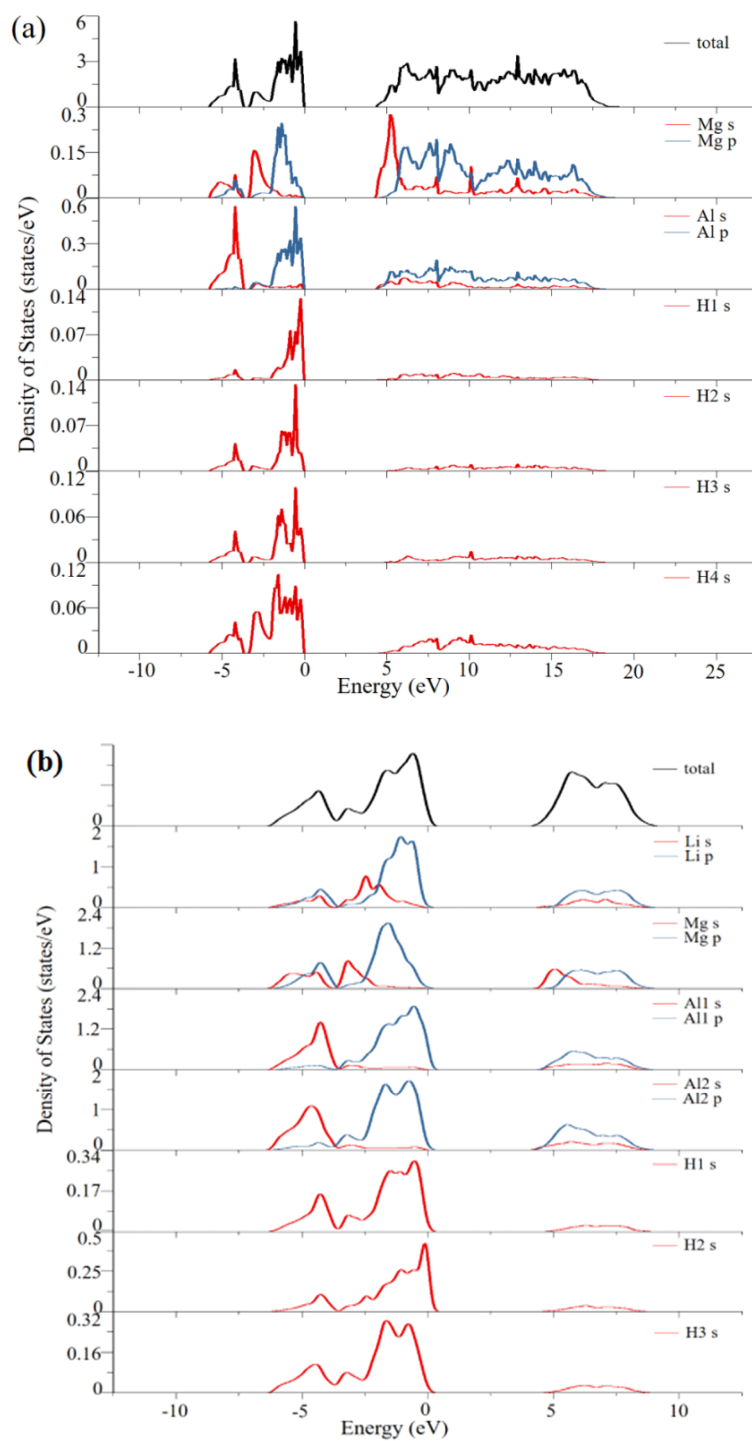 (a)
6
3
0
total
0.3
0.15
0
Mg s
Mg p
0.6
0.3
0
Al s
Al p
0.14
0.07
0
H1 s
0.14
0.07
0
H2 s
0.12
0.06
0
H3 s
0.12
0.06
0
H4 s
Density of States (states/eV)
-10 -5 0 5 10 15 20 25
Energy (eV)
(b)
0
total
2
1
0
Li s
Li p
2.4
1.2
0
Mg s
Mg p
2.4
1.2
0
Al1 s
Al1 p
2
1
0
Al2 s
Al2 p
0.34
0.17
0
H1 s
0.5
0.25
0
H2 s
0.32
0.16
0
H3 s
Density of States (states/eV)
-10 -5 0 5 10
Energy (eV)